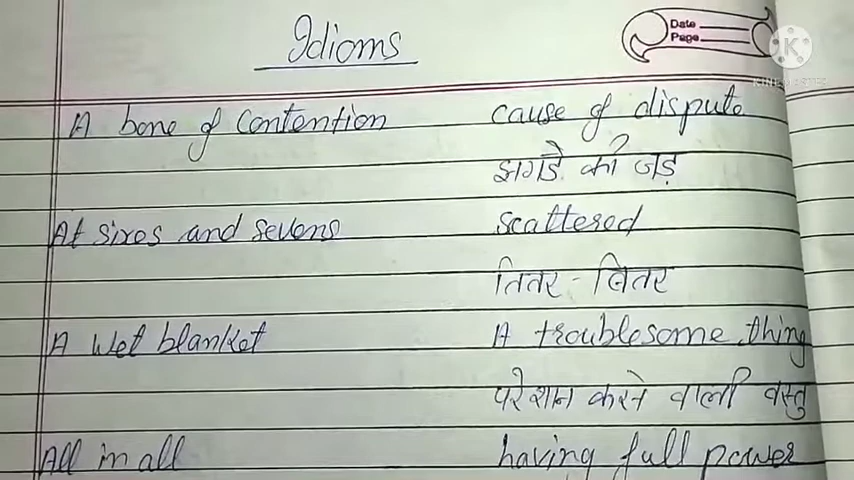 Idioms
Date
Page
KINEMASTER
A bone of contention cause of dispute
झगडे की जड़
At sixes and sevens scattered
तितर - बितर
A wet blanket A troublesome thing
परेशान करने वाली वस्तु
All in all having full power